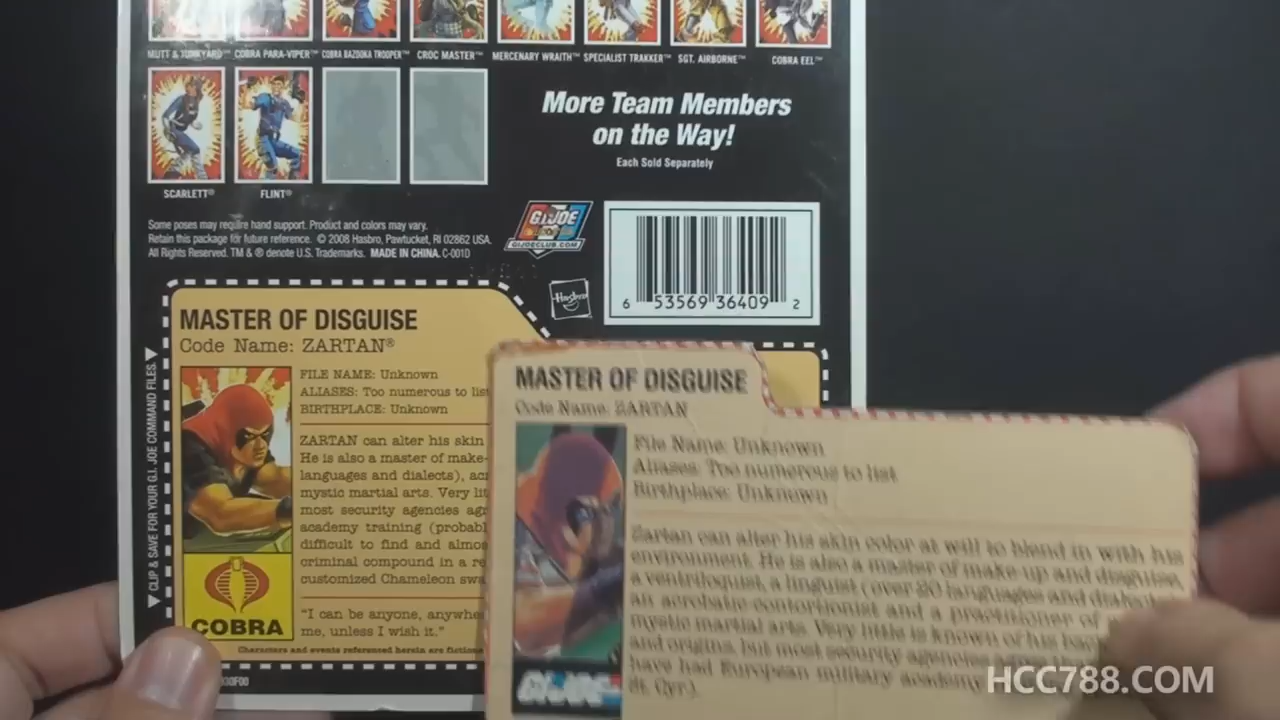 MUTT & JUNKYARD™ COBRA PARA-VIPER™ COBRA BAZOOKA TROOPER™ CROC MASTER™ MERCENARY WRAITH™ SPECIALIST TRAKKER™ SGT. AIRBORNE™ COBRA EEL™
SCARLETT® FLINT®
More Team Members
on the Way!
Each Sold Separately
Some poses may require hand support. Product and colors may vary.
Retain this package for future reference. © 2008 Hasbro, Pawtucket, RI 02862 USA.
All Rights Reserved. TM & ® denote U.S. Trademarks. MADE IN CHINA. C-001D
G.I.JOE
GIJOECLUB.COM
Hasbro
6 53569 36409 2
CLIP & SAVE FOR YOUR G.I. JOE COMMAND FILES.
MASTER OF DISGUISE
Code Name: ZARTAN®
FILE NAME: Unknown
ALIASES: Too numerous to list
BIRTHPLACE: Unknown
ZARTAN can alter his skin
He is also a master of make-
languages and dialects),
mystic martial arts. Very
most security agencies
academy training
difficult to find and
criminal compound in a
customized Chameleon
"I can be anyone,
me, unless I wish it."
Characters and events referenced herein are
COBRA
MASTER OF DISGUISE
Code Name: ZARTAN
File Name: Unknown
Aliases: Too numerous to list
Birthplace: Unknown
Zartan can alter his skin color at will to blend in with his
environment. He is also a master of make-up and disguise,
a ventriloquist, a linguist (over 20 languages and
an acrobatic contortionist and a practitioner of
mystic martial arts. Very little is known of his
and origins, but most security agencies
have had European military academy
St. Cyr).
G.I. JOE
HCC788.COM